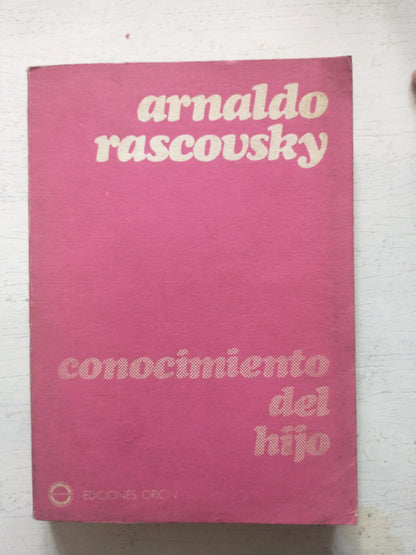 arnaldo
rascovsky
conocimiento
del
hijo
EDICIONES ORION